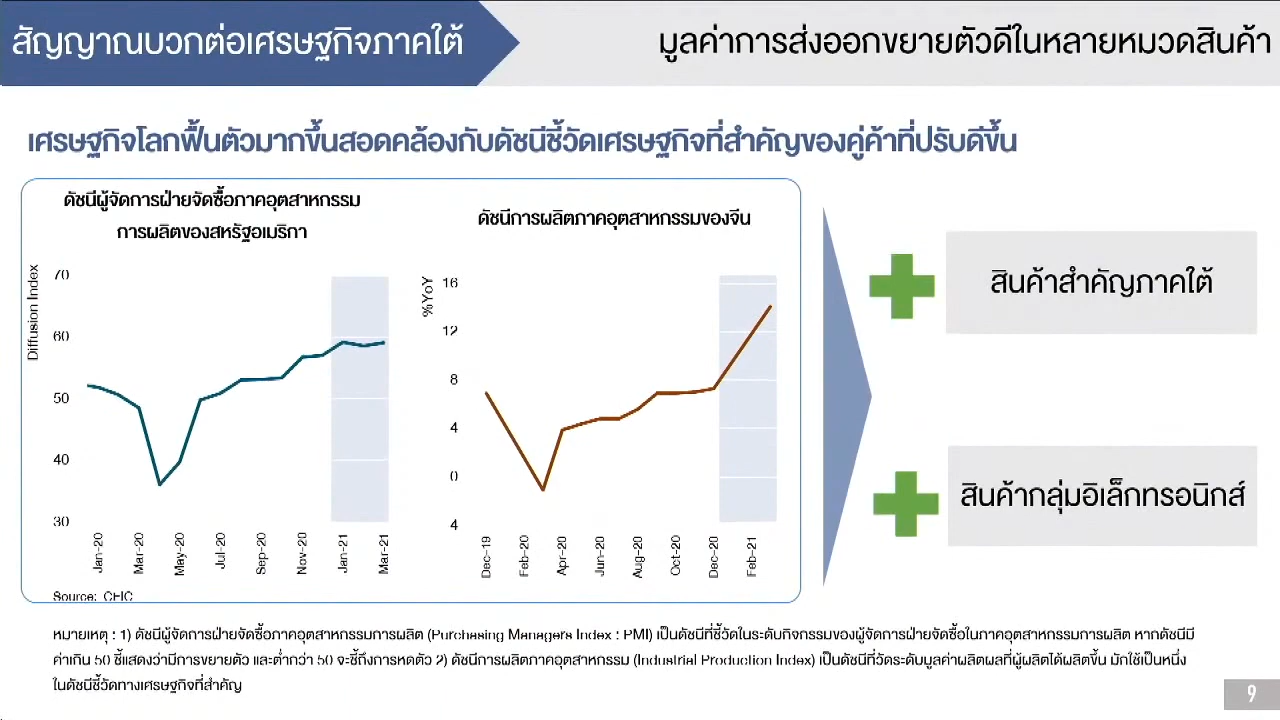 สัญญาณบวกต่อเศรษฐกิจภาคใต้
มูลค่าการส่งออกขยายตัวดีในหลายหมวดสินค้า
เศรษฐกิจโลกฟื้นตัวมากขึ้นสอดคล้องกับดัชนีชี้วัดเศรษฐกิจที่สำคัญของคู่ค้าที่ปรับดีขึ้น
ดัชนีผู้จัดการฝ่ายจัดซื้อภาคอุตสาหกรรม
การผลิตของสหรัฐอเมริกา
Diffusion Index
70
60
50
40
30
Jan-20
Mar-20
May-20
Jul-20
Sep-20
Nov-20
Jan-21
Mar-21
Source: CEIC
ดัชนีการผลิตภาคอุตสาหกรรมของจีน
%YoY
16
12
8
4
0
4
Dec-19
Feb-20
Apr-20
Jun-20
Aug-20
Oct-20
Dec-20
Feb-21
สินค้าสำคัญภาคใต้
สินค้ากลุ่มอิเล็กทรอนิกส์
หมายเหตุ : 1) ดัชนีผู้จัดการฝ่ายจัดซื้อภาคอุตสาหกรรมการผลิต (Purchasing Managers Index : PMI) เป็นดัชนีที่ชี้วัดในระดับกิจกรรมของผู้จัดการฝ่ายจัดซื้อในภาคอุตสาหกรรมการผลิต หากดัชนีมี
ค่าเกิน 50 ชี้แสดงว่ามีการขยายตัว และต่ำกว่า 50 จะชี้ถึงการหดตัว 2) ดัชนีการผลิตภาคอุตสาหกรรม (Industrial Production Index) เป็นดัชนีที่วัดระดับมูลค่าผลิตผลที่ผู้ผลิตได้ผลิตขึ้น มักใช้เป็นหนึ่ง
ในดัชนีชี้วัดทางเศรษฐกิจที่สำคัญ
9